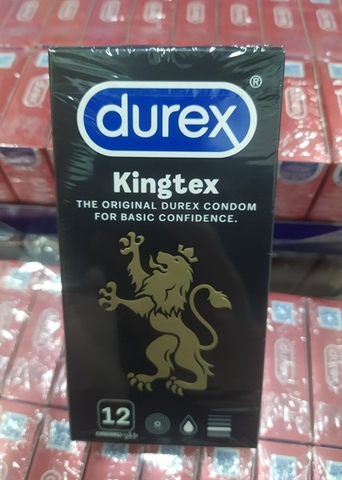 durex®
Kingtex
THE ORIGINAL DUREX CONDOM
FOR BASIC CONFIDENCE.
12